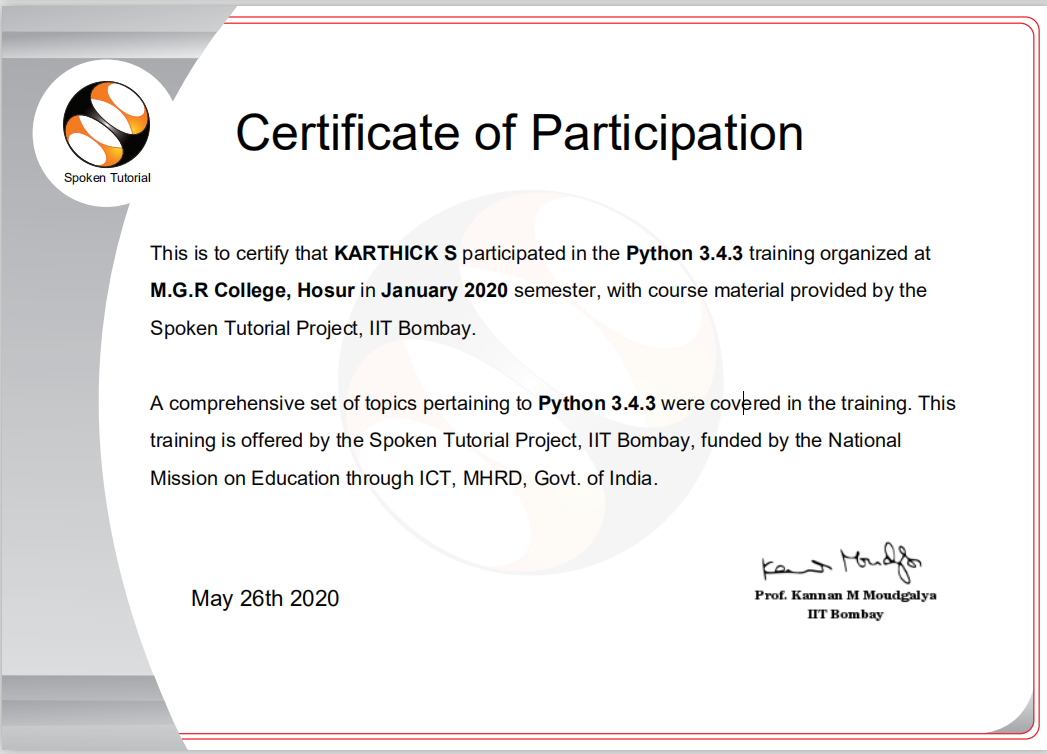 Spoken Tutorial
Certificate of Participation
This is to certify that KARTHICK S participated in the Python 3.4.3 training organized at
M.G.R College, Hosur in January 2020 semester, with course material provided by the
Spoken Tutorial Project, IIT Bombay.
A comprehensive set of topics pertaining to Python 3.4.3 were covered in the training. This
training is offered by the Spoken Tutorial Project, IIT Bombay, funded by the National
Mission on Education through ICT, MHRD, Govt. of India.
May 26th 2020
Prof. Kannan M Moudgalya
IIT Bombay